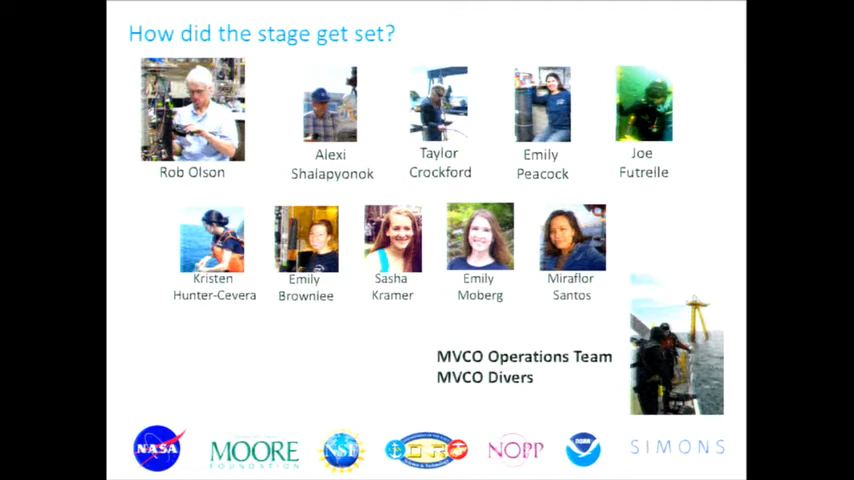 How did the stage get set?
Rob Olson
Alexi
Shalapyonok
Taylor
Crockford
Emily
Peacock
Joe
Futrelle
Kristen
Hunter-Cevera
Emily
Brownlee
Sasha
Kramer
Emily
Moberg
Miraflor
Santos
MVCO Operations Team
MVCO Divers
NASA
MOORE
FOUNDATION
NSF
NOPP
NOAA
SIMONS